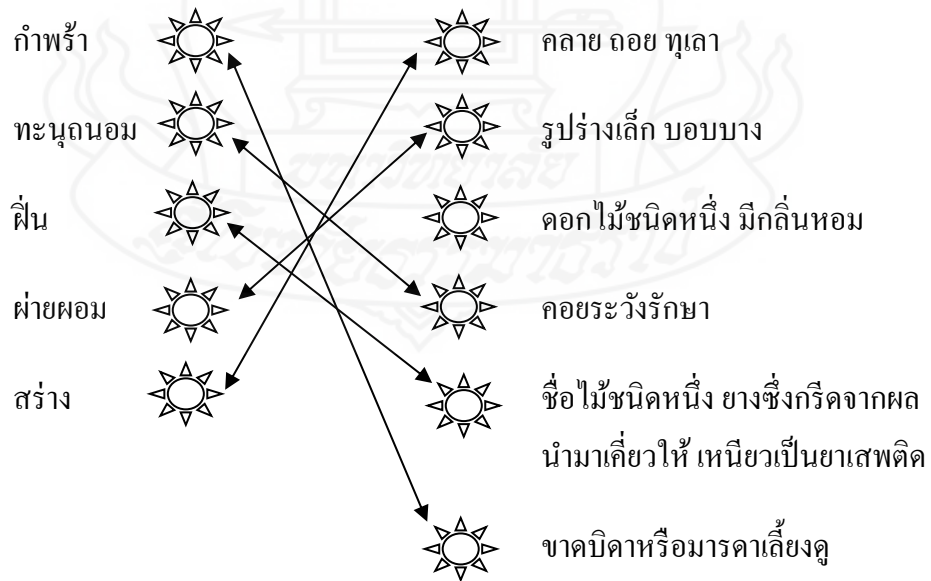 กำพร้า
คลาย ถอย ทุเลา
ทะนุถนอม
รูปร่างเล็ก บอบบาง
ฝิ่น
ดอกไม้ชนิดหนึ่ง มีกลิ่นหอม
ผ่ายผอม
คอยระวังรักษา
สร่าง
ชื่อไม้ชนิดหนึ่ง ยางซึ่งกรีดจากผล
นำมาเคี่ยวให้ เหนียวเป็นยาเสพติด
ขาดบิดาหรือมารดาเลี้ยงดู